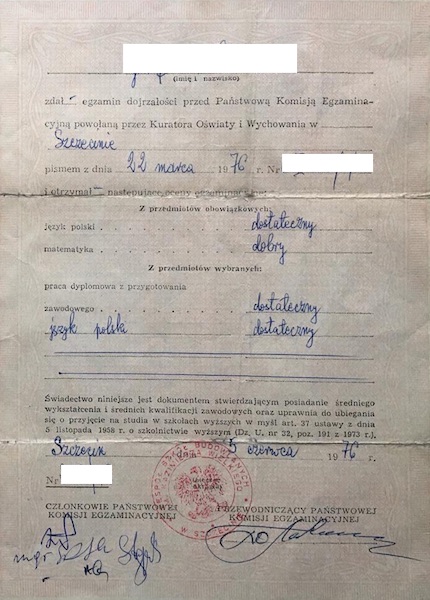 (imię i nazwisko)
zdał– egzamin dojrzałości przed Państwową Komisją Egzamina-
cyjną powołaną przez Kuratora Oświaty i Wychowania w
Szczecinie
pismem z dnia 22 marca 1976 r. Nr
i otrzymał– następujące oceny egzaminacyjne:
Z przedmiotów obowiązkowych:
język polski . . . . . . dostateczny
matematyka . . . . . . dobry
Z przedmiotów wybranych:
praca dyplomowa z przygotowania
zawodowego . . . . . . dostateczny
język polski dostateczny
Świadectwo niniejsze jest dokumentem stwierdzającym posiadanie średniego
wykształcenia i średnich kwalifikacji zawodowych oraz uprawnia do ubiegania
się o przyjęcie na studia w szkołach wyższych w myśl art. 37 ustawy z dnia
5 listopada 1958 r. o szkolnictwie wyższym (Dz. U. nr 32, poz. 191 z 1973 r.).
Szczecin dnia 5 czerwca 1976 r.
Nr
CZŁONKOWIE PAŃSTWOWEJ
KOMISJI EGZAMINACYJNEJ
PRZEWODNICZĄCY PAŃSTWOWEJ
KOMISJI EGZAMINACYJNEJ
mgr